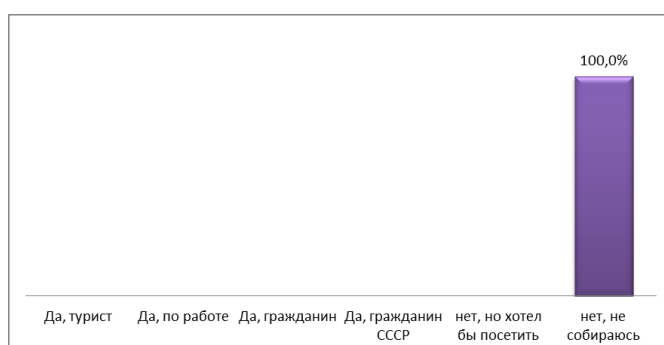 100,0%
Да, турист
Да, по работе
Да, гражданин
Да, гражданин
СССР
нет, но хотел
бы посетить
нет, не
собираюсь